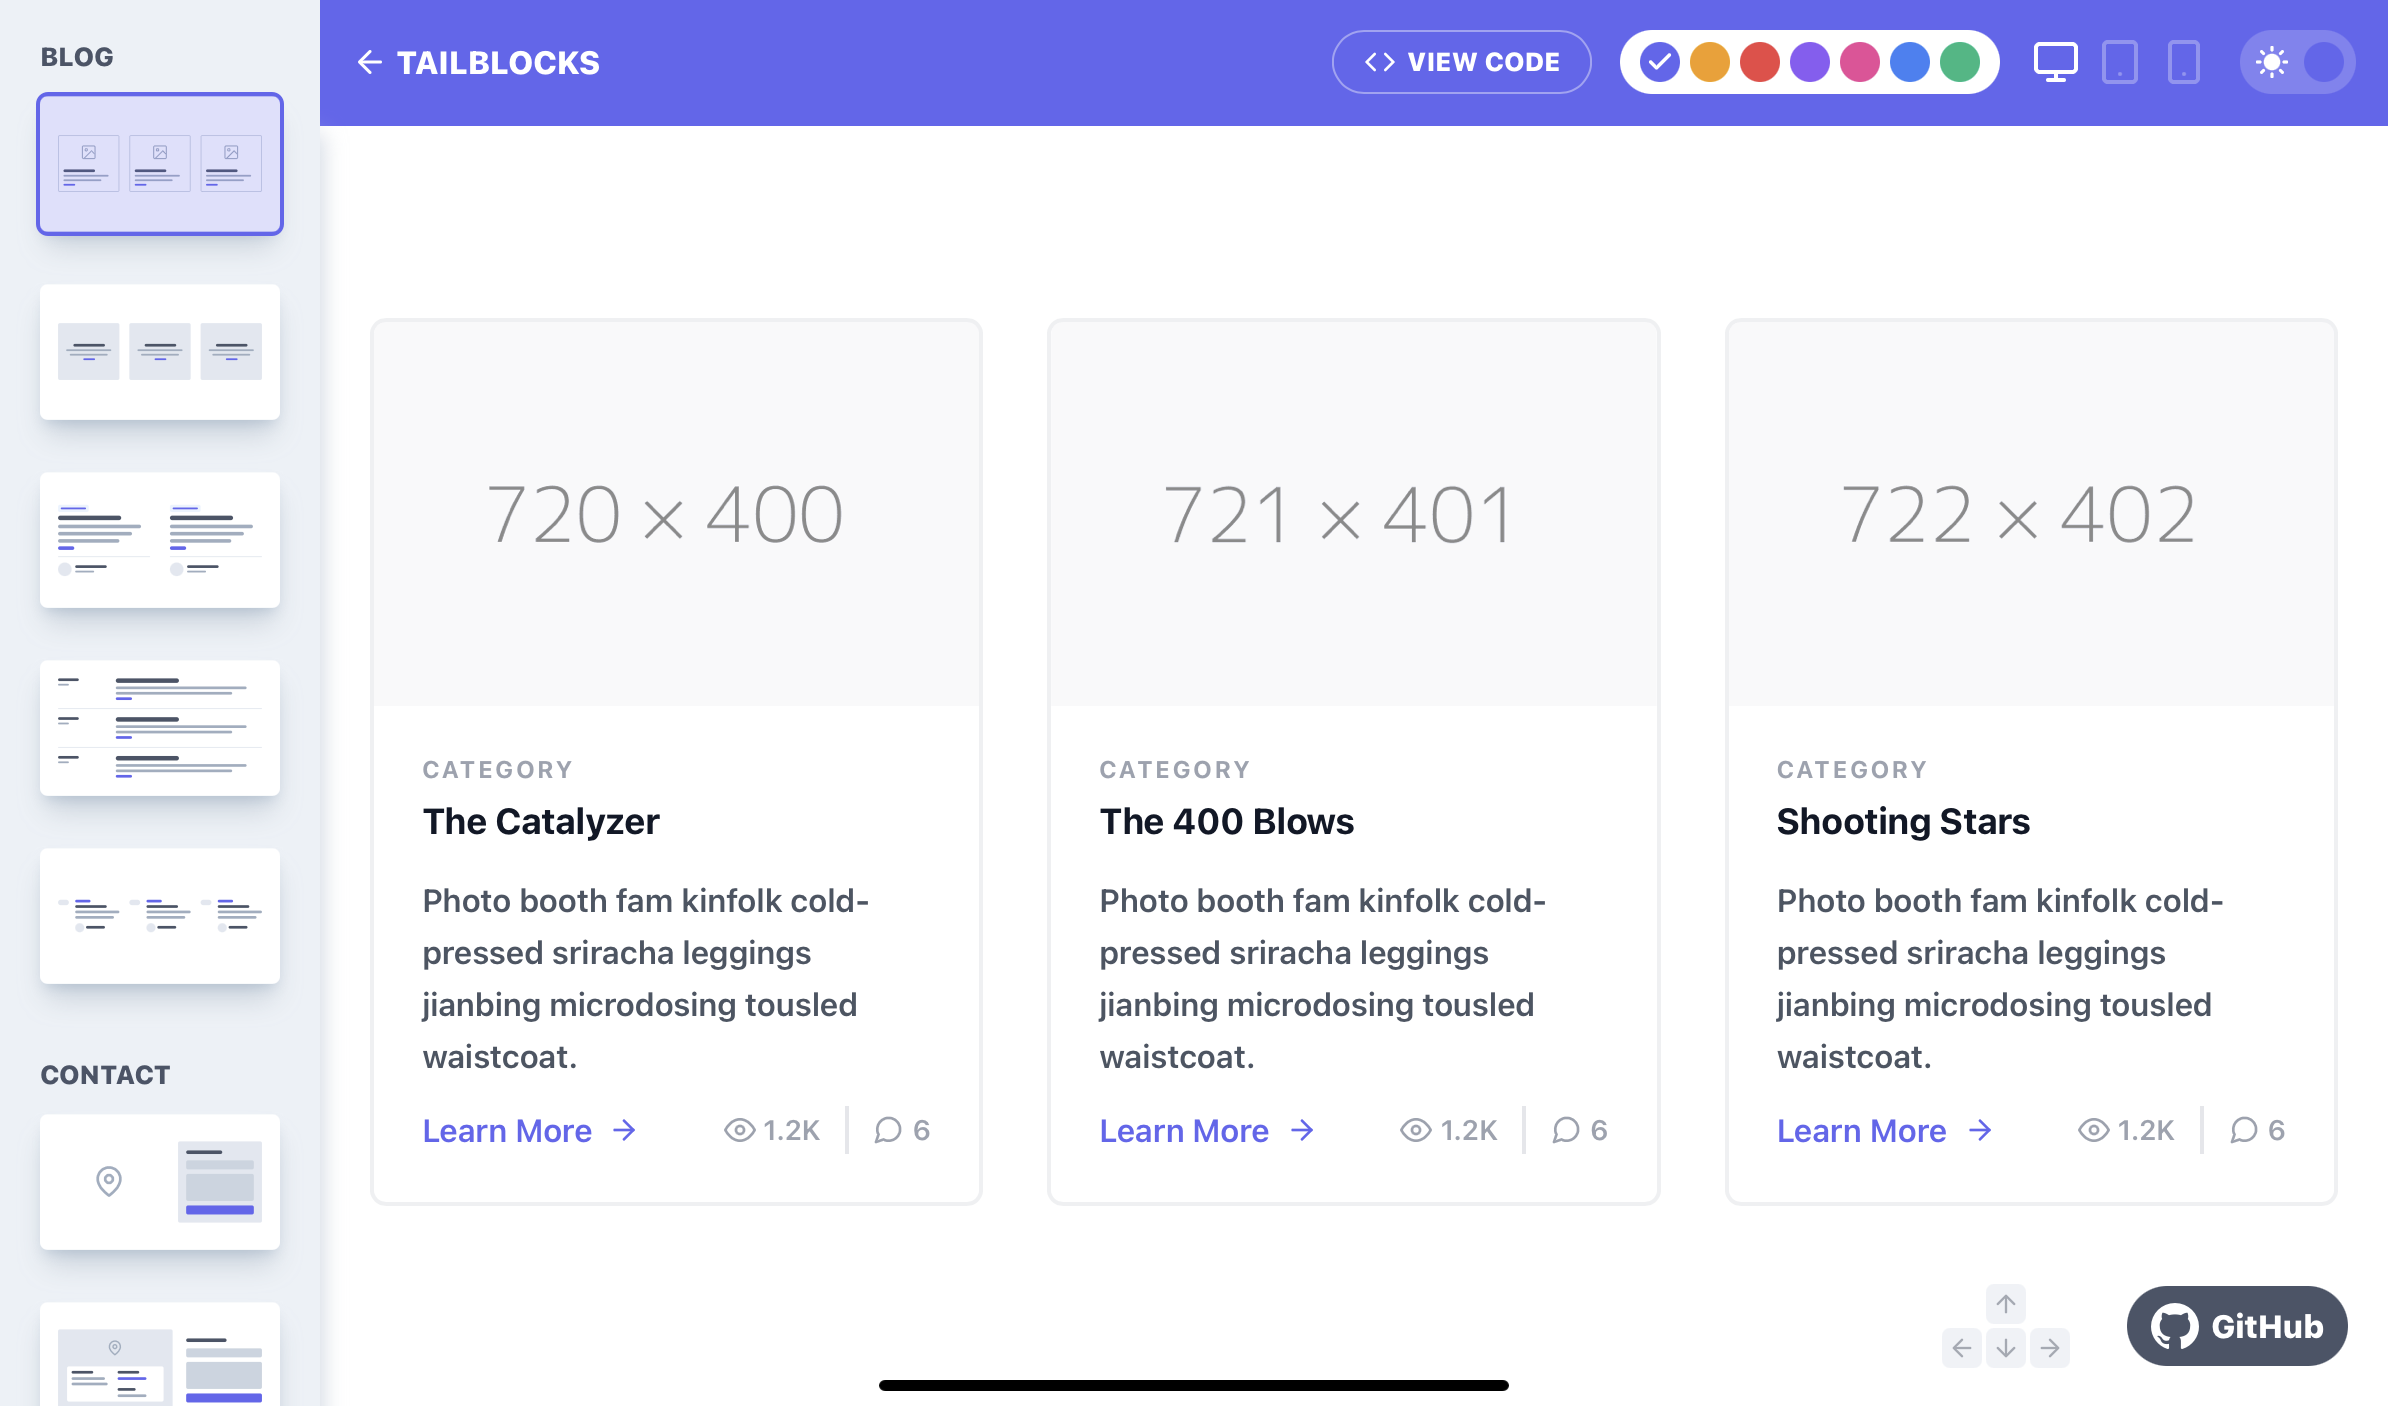 BLOG
CONTACT
TAILBLOCKS
VIEW CODE
720 × 400
CATEGORY
The Catalyzer
Photo booth fam kinfolk cold-
pressed sriracha leggings
jianbing microdosing tousled
waistcoat.
Learn More
1.2K
6
721 × 401
CATEGORY
The 400 Blows
Photo booth fam kinfolk cold-
pressed sriracha leggings
jianbing microdosing tousled
waistcoat.
Learn More
1.2K
6
722 × 402
CATEGORY
Shooting Stars
Photo booth fam kinfolk cold-
pressed sriracha leggings
jianbing microdosing tousled
waistcoat.
Learn More
1.2K
6
GitHub